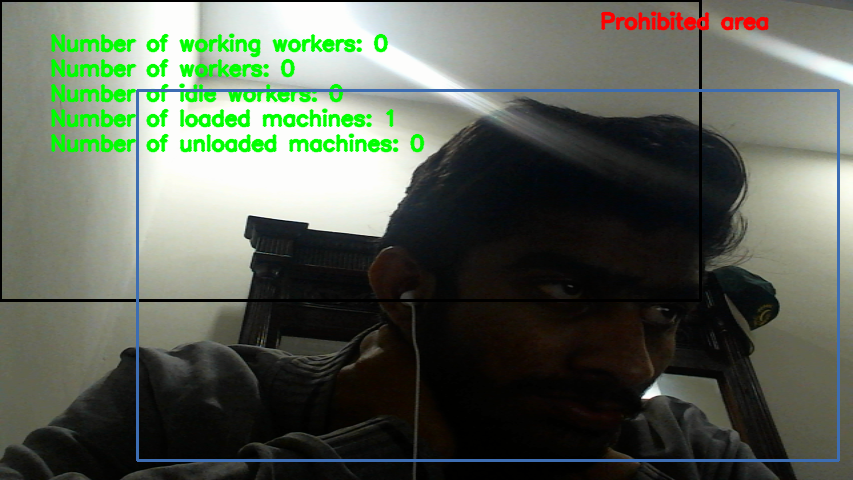 Prohibited area
Number of working workers: 0
Number of workers: 0
Number of idle workers: 0
Number of loaded machines: 1
Number of unloaded machines: 0